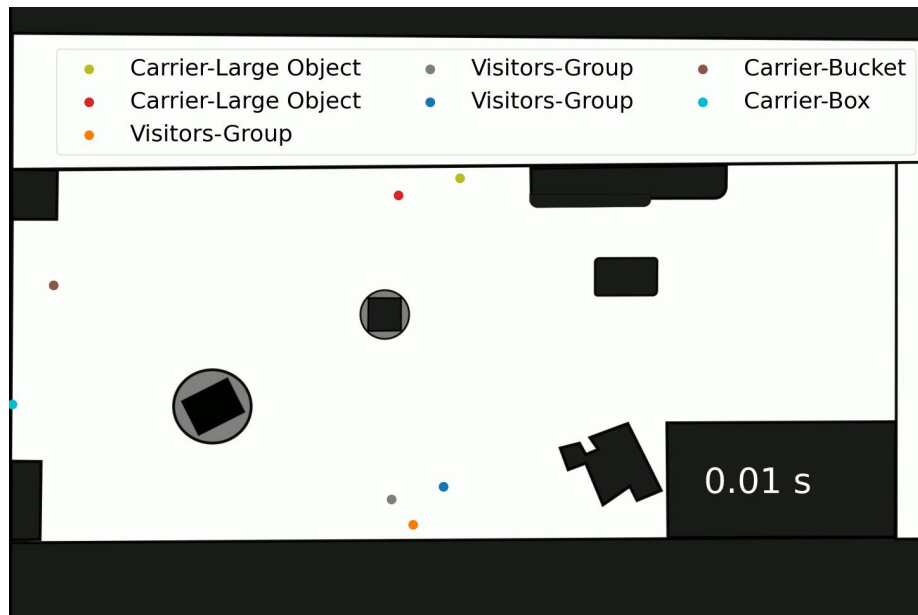 Carrier-Large Object Visitors-Group Carrier-Bucket
Carrier-Large Object Visitors-Group Carrier-Box
Visitors-Group
0.01 s